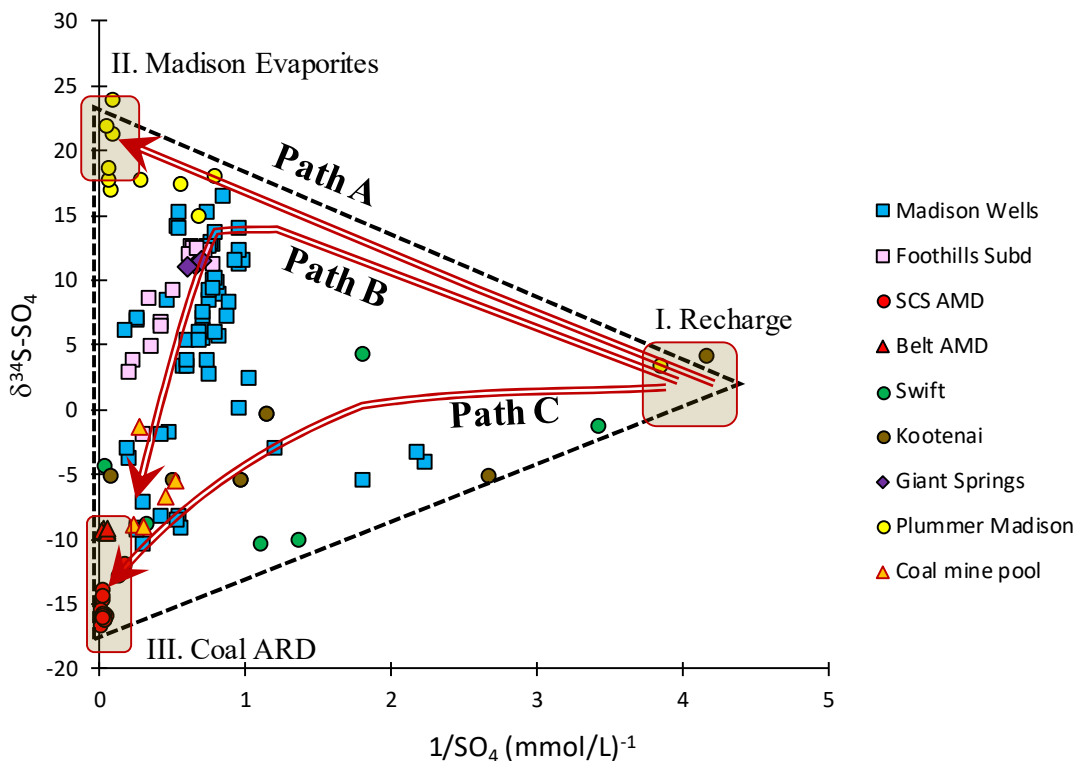 30
25
20
15
10
5
0
-5
-10
-15
-20
δ³⁴S-SO₄
II. Madison Evaporites
Path A
Path B
I. Recharge
Path C
III. Coal ARD
0 1 2 3 4 5
1/SO₄ (mmol/L)⁻¹
Madison Wells
Foothills Subd
SCS AMD
Belt AMD
Swift
Kootenai
Giant Springs
Plummer Madison
Coal mine pool